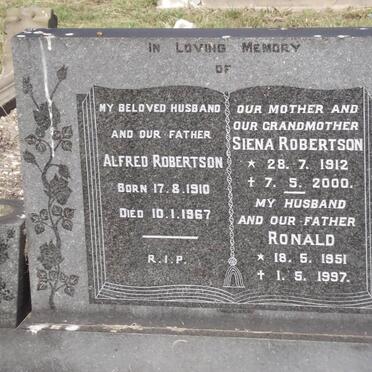 IN LOVING MEMORY
OF
MY BELOVED HUSBAND
AND OUR FATHER
ALFRED ROBERTSON
BORN 17.8.1910
DIED 10.1.1967
R.I.P.
OUR MOTHER AND
OUR GRANDMOTHER
SIENA ROBERTSON
* 28.7.1912
† 7.5.2000.
MY HUSBAND
AND OUR FATHER
RONALD
* 18.5.1951
† 1.5.1997.